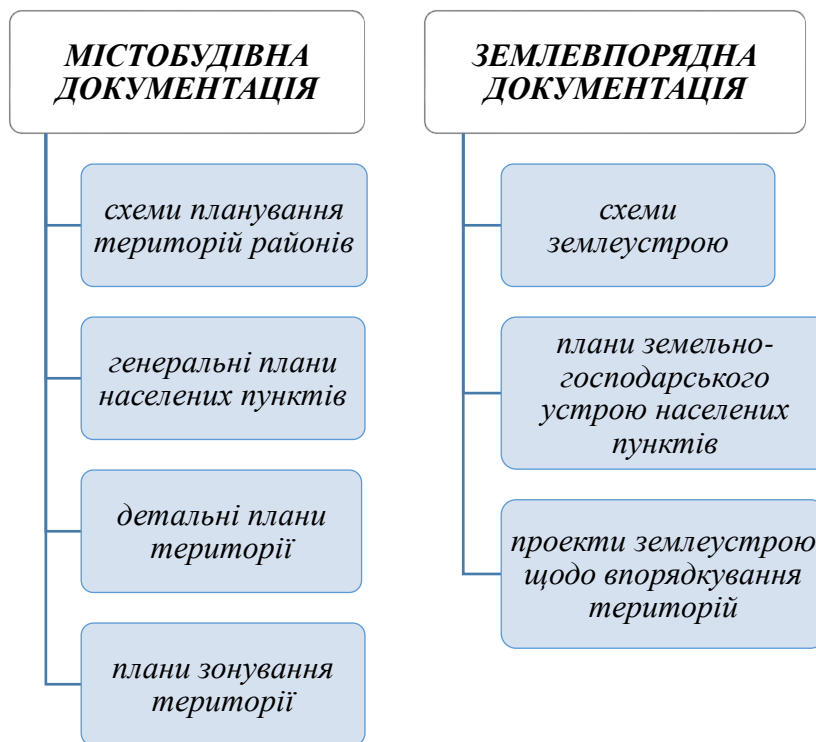 МІСТОБУДІВНА
ДОКУМЕНТАЦІЯ
схеми планування
територій районів
генеральні плани
населених пунктів
детальні плани
території
плани зонування
території
ЗЕМЛЕВПОРЯДНА
ДОКУМЕНТАЦІЯ
схеми
землеустрою
плани земельно-
господарського
устрою населених
пунктів
проекти землеустрою
щодо впорядкування
територій